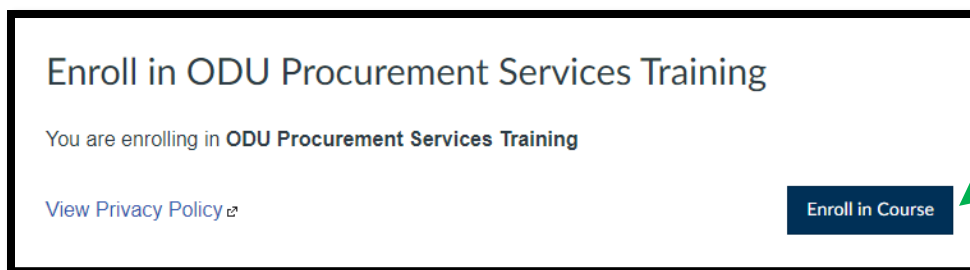 Enroll in ODU Procurement Services Training
You are enrolling in ODU Procurement Services Training
View Privacy Policy
Enroll in Course